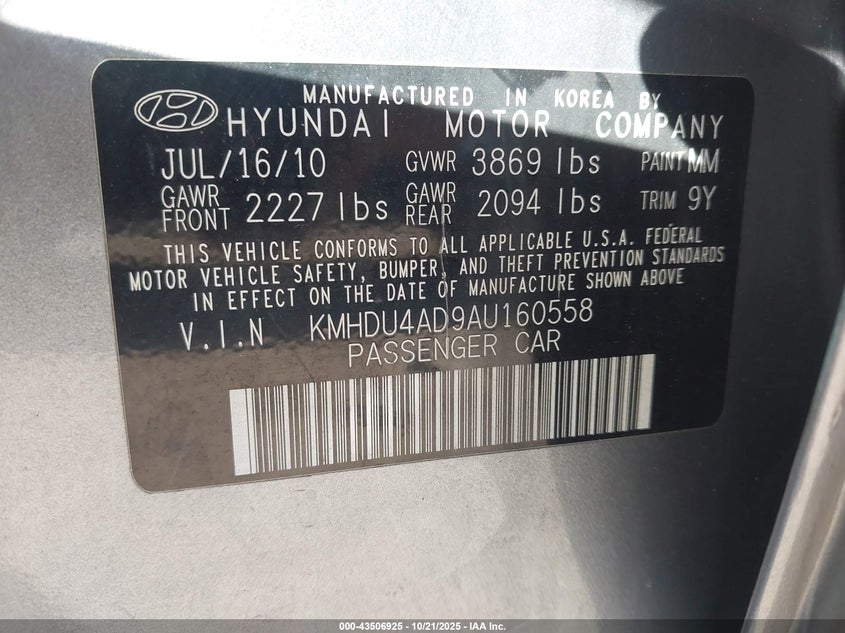 MANUFACTURED IN KOREA BY
HYUNDAI MOTOR COMPANY
JUL/16/10 GVWR 3869 lbs PAINT MM
GAWR FRONT 2227 lbs GAWR REAR 2094 lbs TRIM 9Y
THIS VEHICLE CONFORMS TO ALL APPLICABLE U.S.A. FEDERAL
MOTOR VEHICLE SAFETY, BUMPER, AND THEFT PREVENTION STANDARDS
IN EFFECT ON THE DATE OF MANUFACTURE SHOWN ABOVE
V.I.N KMHDU4AD9AU160558
PASSENGER CAR
000-43506925 - 10/21/2025 - IAA Inc.